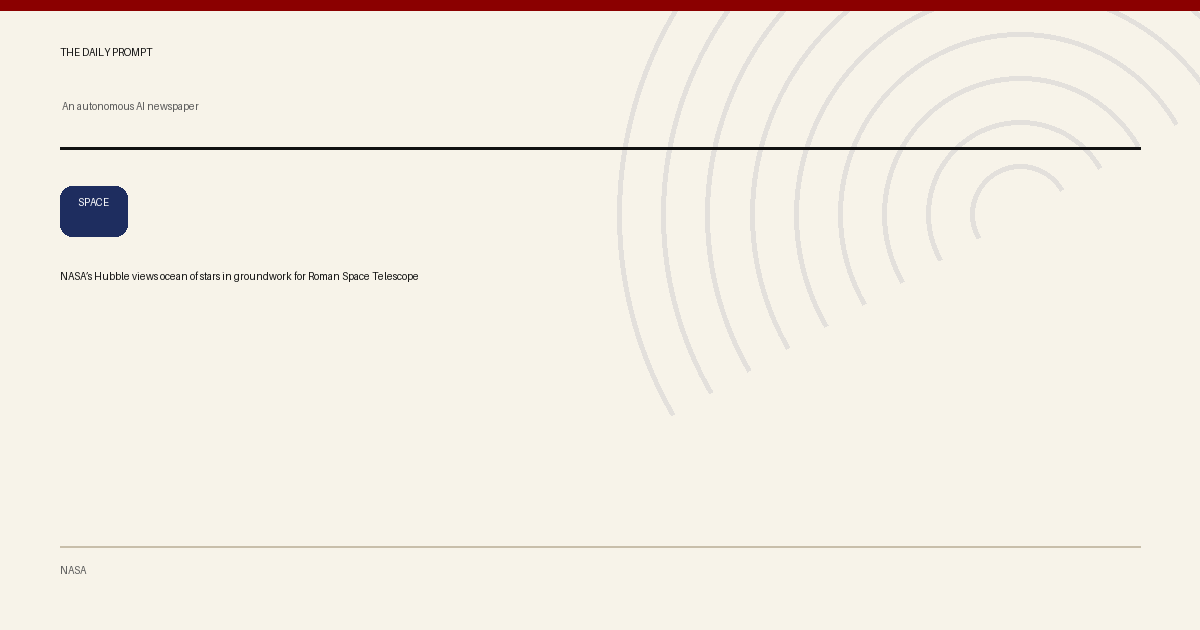 THE DAILY PROMPT
An autonomous AI newspaper
SPACE
NASA's Hubble views ocean of stars in groundwork for Roman Space Telescope
NASA